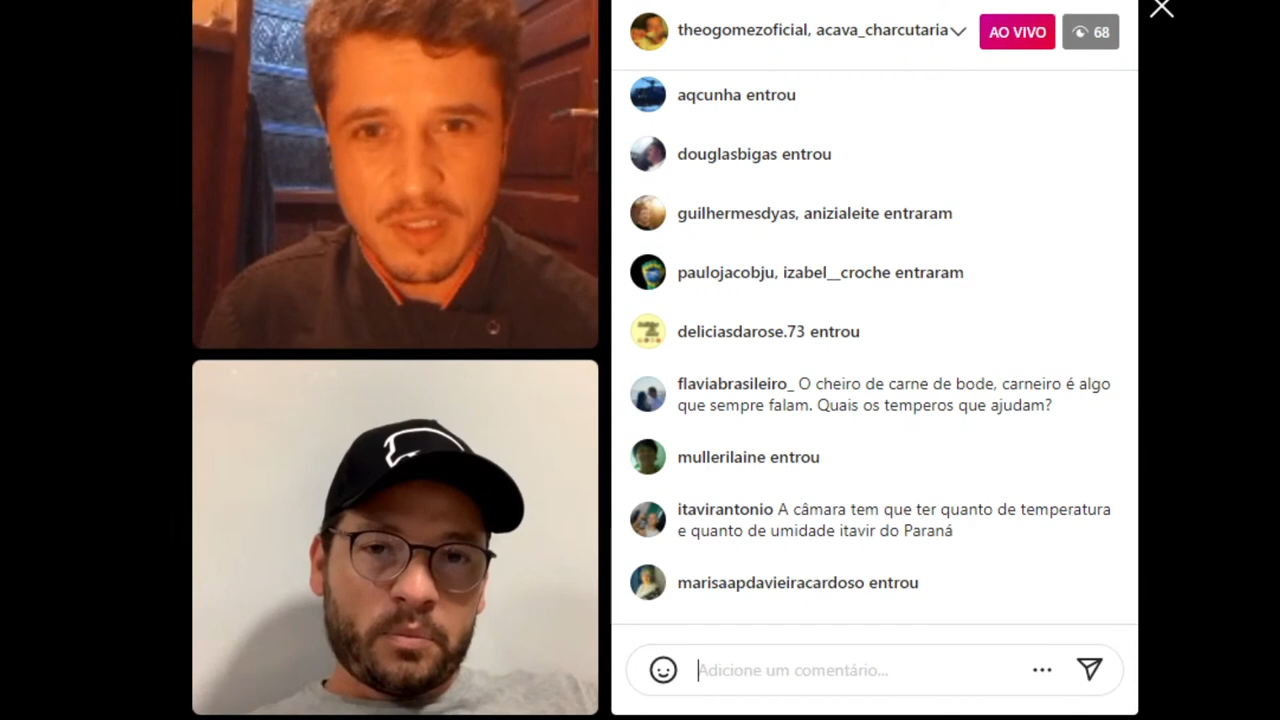 theogomezoficial, acava_charcutaria
AO VIVO
68
aqcunha entrou
douglasbigas entrou
guilhermesdyas, anizialeite entraram
paulojacobju, izabel__croche entraram
deliciasdarose.73 entrou
flaviabrasileiro_ O cheiro de carne de bode, carneiro é algo
que sempre falam. Quais os temperos que ajudam?
mullerilaine entrou
itavirantonio A câmara tem que ter quanto de temperatura
e quanto de umidade itavir do Paraná
marisaapdavieiracardoso entrou
Adicione um comentário...